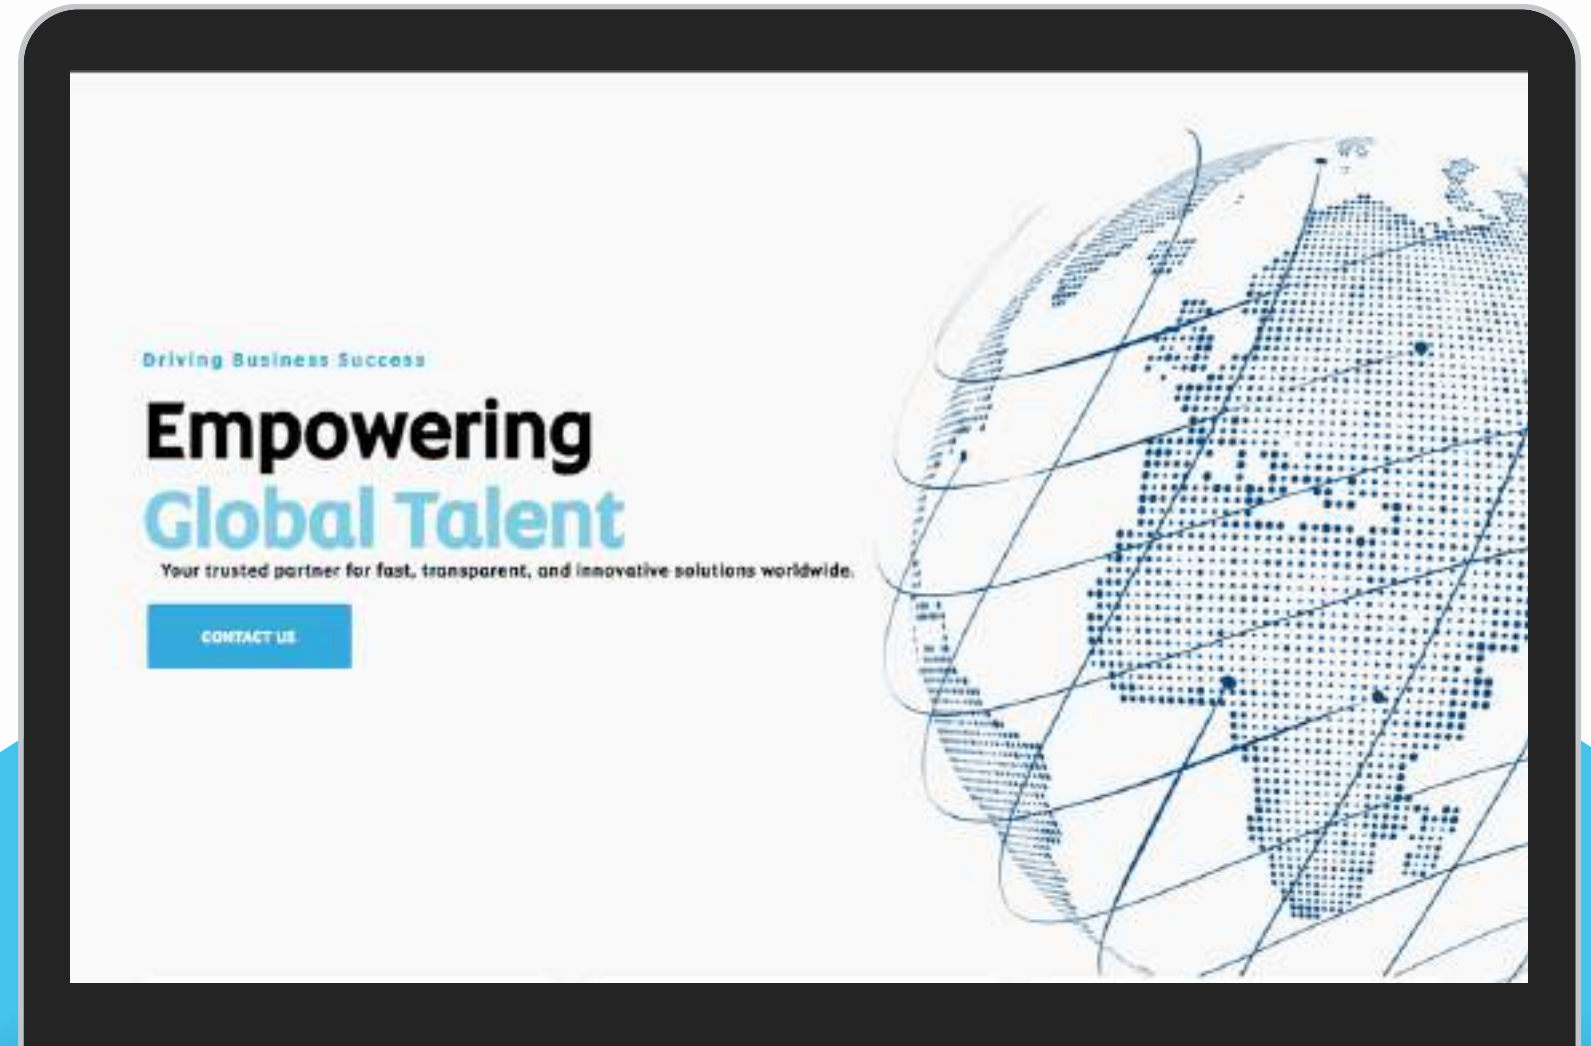 Driving Business Success
Empowering
Global Talent
Your trusted partner for fast, transparent, and innovative solutions worldwide.
CONTACT US